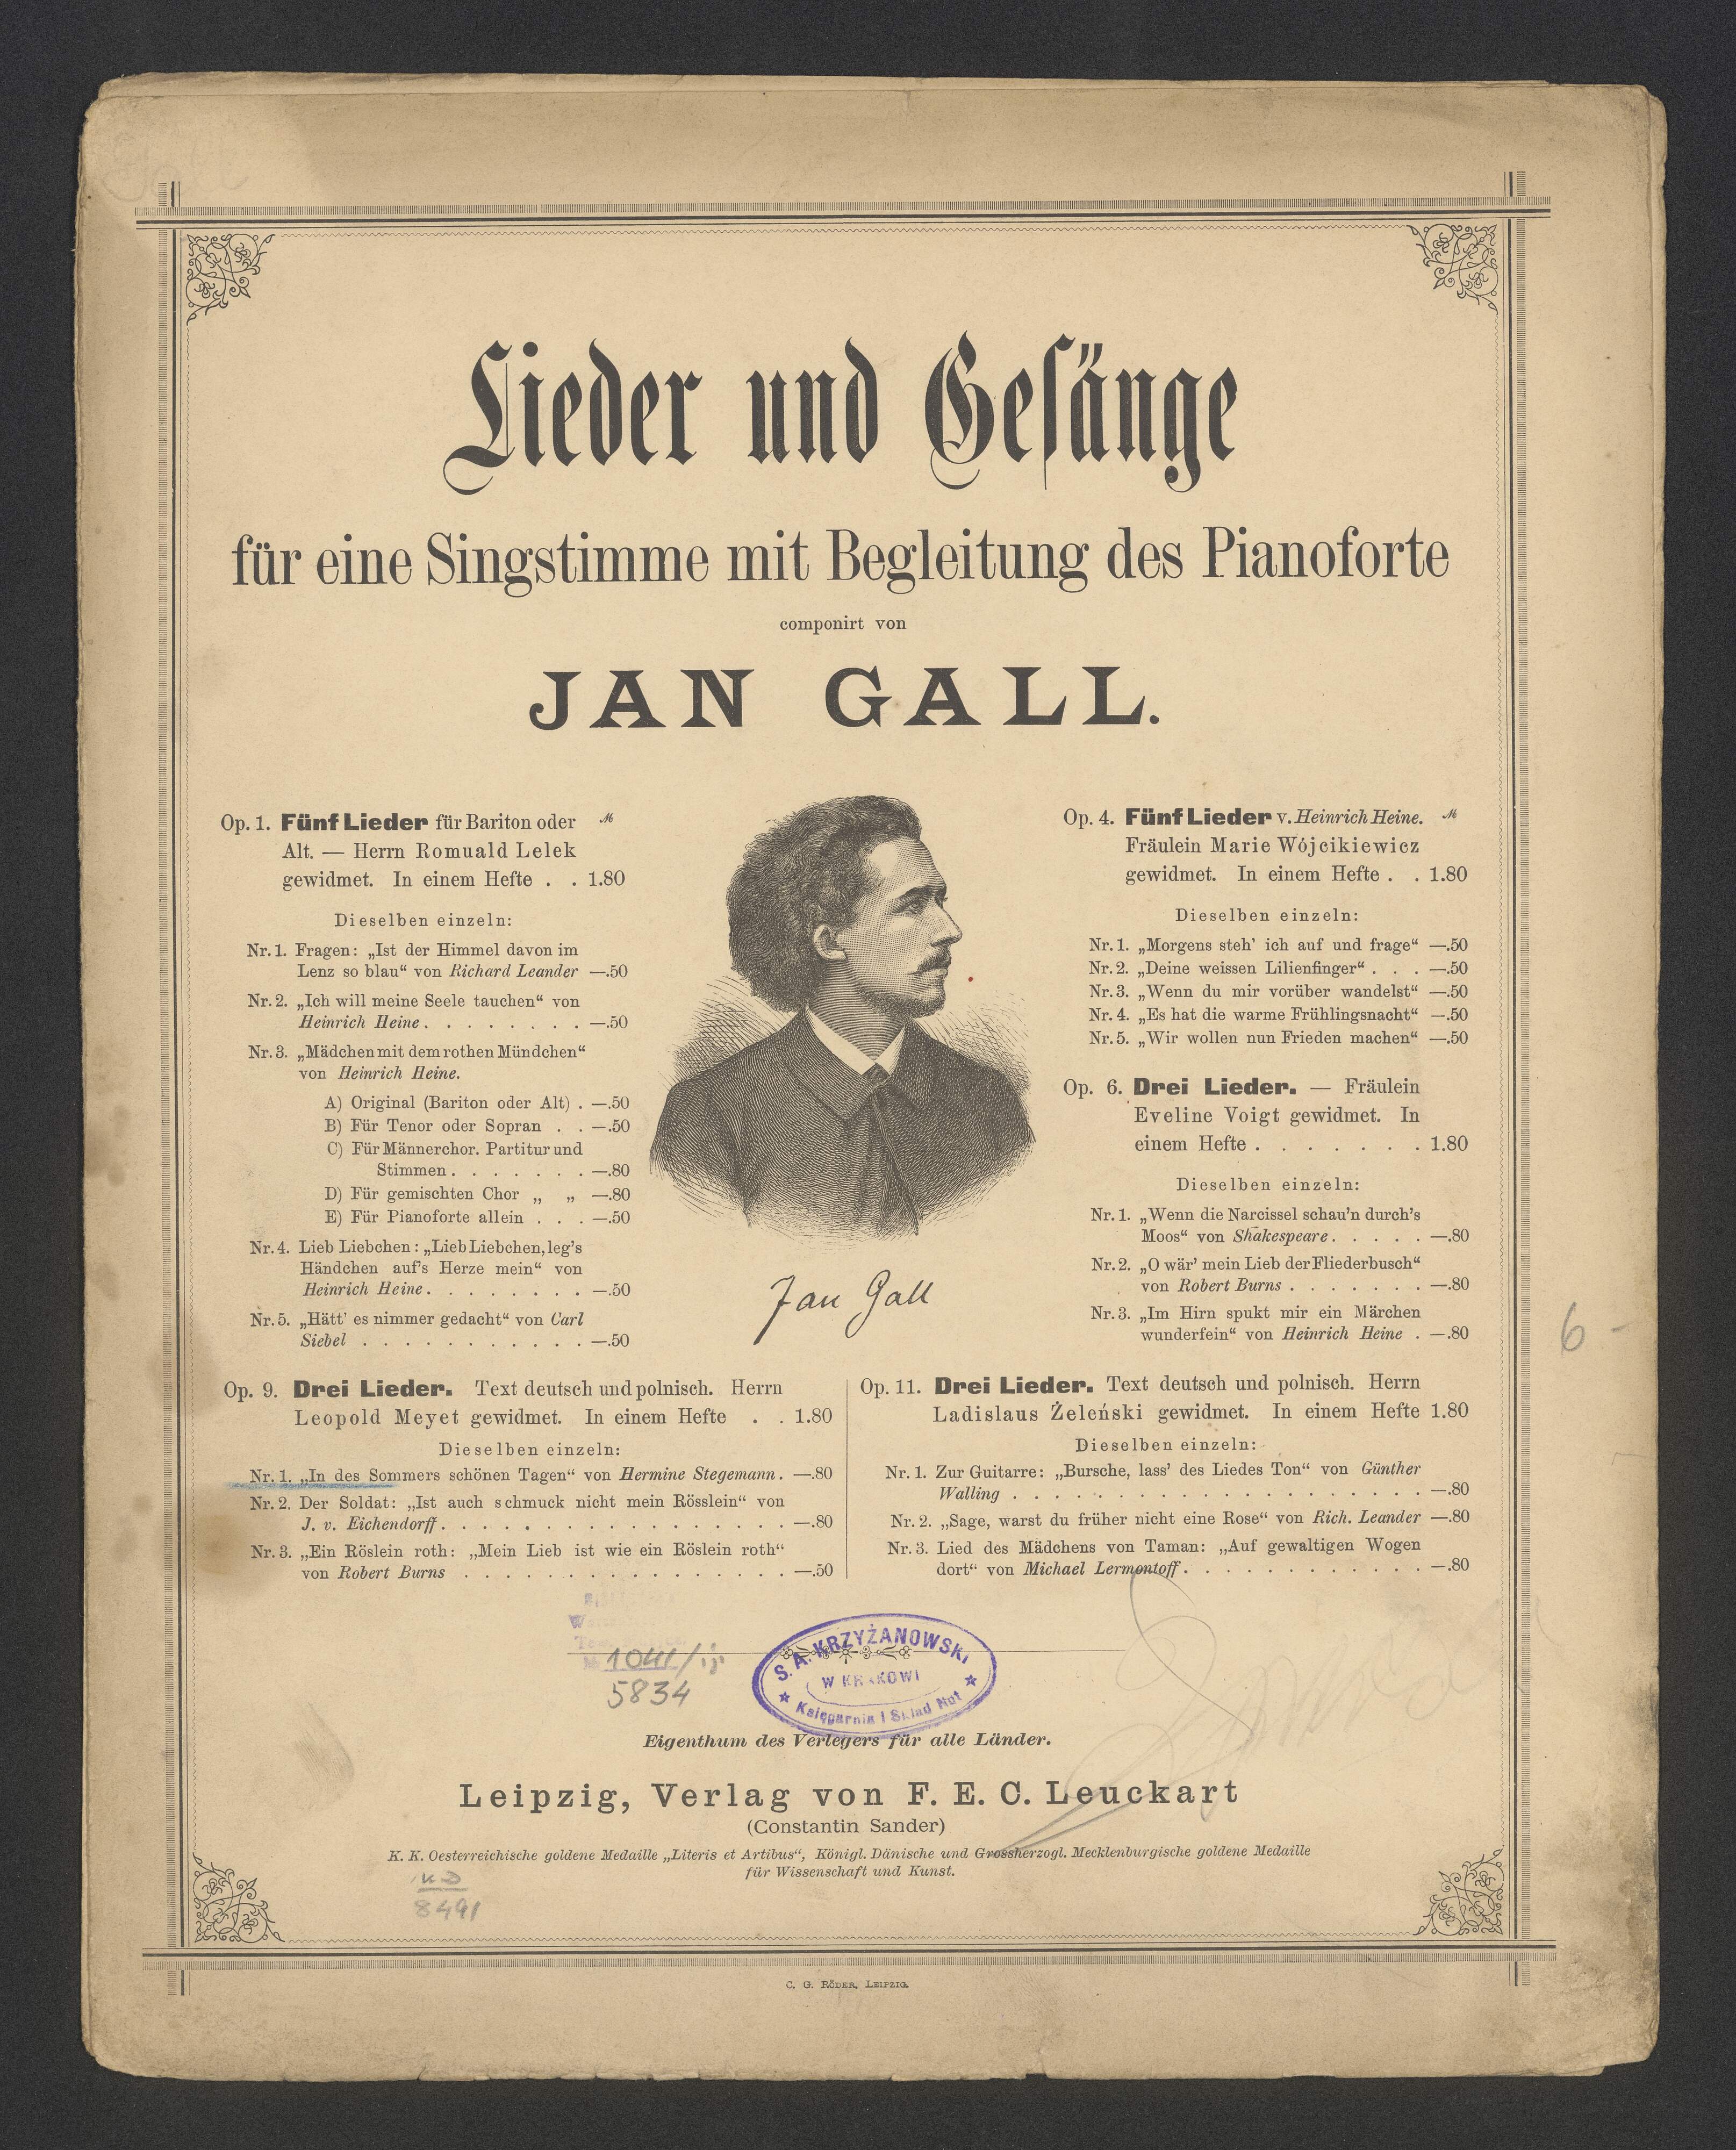 Lieder und Gesänge
für eine Singstimme mit Begleitung des Pianoforte
componirt von
JAN GALL.
Op. 1. Fünf Lieder für Bariton oder ℳ
Alt. — Herrn Romuald Lelek
gewidmet. In einem Hefte . . 1.80
Dieselben einzeln:
Nr. 1. Fragen: „Ist der Himmel davon im
Lenz so blau“ von Richard Leander —.50
Nr. 2. „Ich will meine Seele tauchen“ von
Heinrich Heine . . . . . . . . —.50
Nr. 3. „Mädchen mit dem rothen Mündchen“
von Heinrich Heine.
A) Original (Bariton oder Alt) . —.50
B) Für Tenor oder Sopran . . —.50
C) Für Männerchor. Partitur und
Stimmen . . . . . . . —.80
D) Für gemischten Chor „ „ —.80
E) Für Pianoforte allein . . . —.50
Nr. 4. Lieb Liebchen: „Lieb Liebchen, leg's
Händchen auf's Herze mein“ von
Heinrich Heine . . . . . . . . —.50
Nr. 5. „Hätt' es nimmer gedacht“ von Carl
Siebel . . . . . . . . . . . —.50
Jan Gall
Op. 4. Fünf Lieder v. Heinrich Heine. ℳ
Fräulein Marie Wójcikiewicz
gewidmet. In einem Hefte . . 1.80
Dieselben einzeln:
Nr. 1. „Morgens steh' ich auf und frage“ —.50
Nr. 2. „Deine weissen Lilienfinger“ . . . —.50
Nr. 3. „Wenn du mir vorüber wandelst“ —.50
Nr. 4. „Es hat die warme Frühlingsnacht“ —.50
Nr. 5. „Wir wollen nun Frieden machen“ —.50
Op. 6. Drei Lieder. — Fräulein
Eveline Voigt gewidmet. In
einem Hefte . . . . . . . 1.80
Dieselben einzeln:
Nr. 1. „Wenn die Narcissel schau'n durch's
Moos“ von Shakespeare . . . . . —.80
Nr. 2. „O wär' mein Lieb der Fliederbusch“
von Robert Burns . . . . . . . —.80
Nr. 3. „Im Hirn spukt mir ein Märchen
wunderfein“ von Heinrich Heine . —.80
6 -
Op. 9. Drei Lieder. Text deutsch und polnisch. Herrn
Leopold Meyet gewidmet. In einem Hefte . . 1.80
Dieselben einzeln:
Nr. 1. „In des Sommers schönen Tagen“ von Hermine Stegemann . —.80
Nr. 2. Der Soldat: „Ist auch schmuck nicht mein Rösslein“ von
J. v. Eichendorff . . . . . . . . . . . . . . . . —.80
Nr. 3. „Ein Röslein roth: „Mein Lieb ist wie ein Röslein roth“
von Robert Burns . . . . . . . . . . . . . . . —.50
Op. 11. Drei Lieder. Text deutsch und polnisch. Herrn
Ladislaus Żeleński gewidmet. In einem Hefte 1.80
Dieselben einzeln:
Nr. 1. Zur Guitarre: „Bursche, lass' des Liedes Ton“ von Günther
Walling . . . . . . . . . . . . . . . . . . . —.80
Nr. 2. „Sage, warst du früher nicht eine Rose“ von Rich. Leander —.80
Nr. 3. Lied des Mädchens von Taman: „Auf gewaltigen Wogen
dort“ von Michael Lermontoff . . . . . . . . . . . —.80
5834
S. A. KRZYŻANOWSKI
W KRAKOWI
Księgarnia i Skład Nut
Eigenthum des Verlegers für alle Länder.
Leipzig, Verlag von F. E. C. Leuckart
(Constantin Sander)
K. K. Oesterreichische goldene Medaille „Literis et Artibus“, Königl. Dänische und Grossherzogl. Mecklenburgische goldene Medaille
für Wissenschaft und Kunst.
8491
C. G. RÖDER, LEIPZIG.